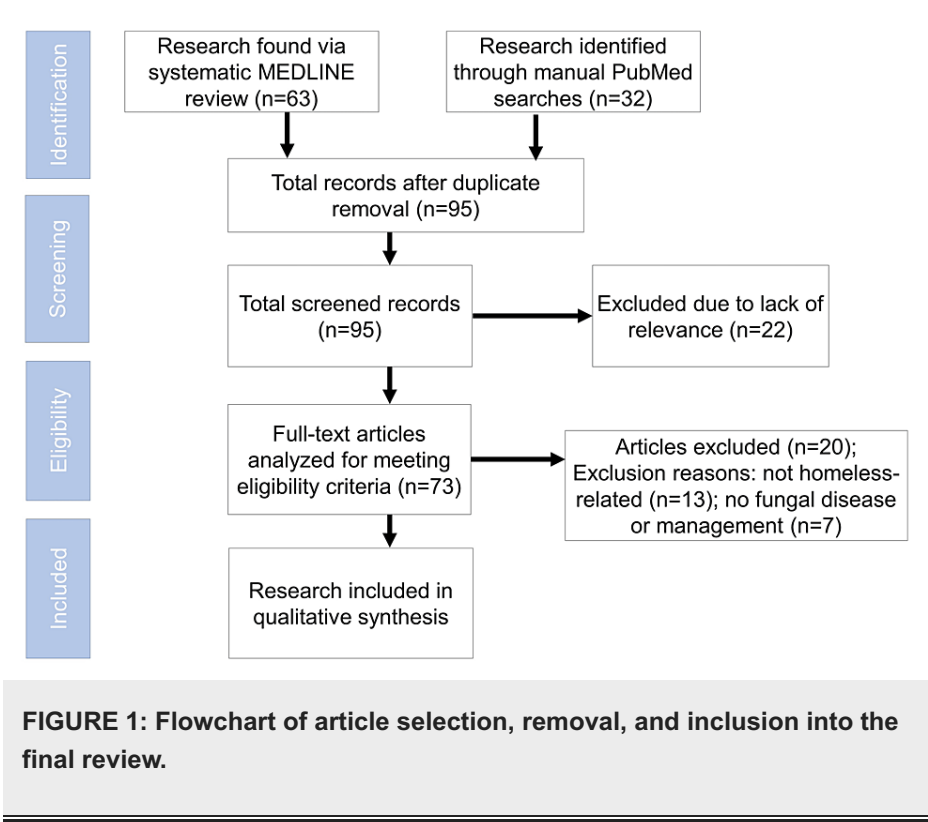 Identification
Research found via
systematic MEDLINE
review (n=63)
Research identified
through manual PubMed
searches (n=32)
Total records after duplicate
removal (n=95)
Screening
Total screened records
(n=95)
Excluded due to lack of
relevance (n=22)
Eligibility
Full-text articles
analyzed for meeting
eligibility criteria (n=73)
Articles excluded (n=20);
Exclusion reasons: not homeless-
related (n=13); no fungal disease
or management (n=7)
Included
Research included in
qualitative synthesis
FIGURE 1: Flowchart of article selection, removal, and inclusion into the
final review.